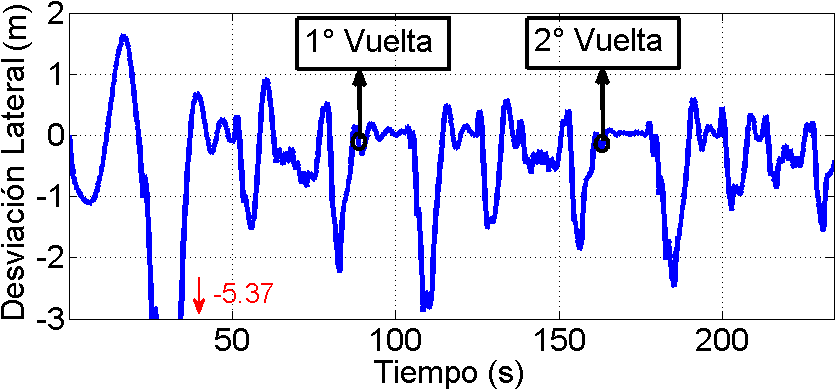 Desviación Lateral (m)
2
1
0
-1
-2
-3
1° Vuelta
2° Vuelta
-5.37
50
100
150
200
Tiempo (s)